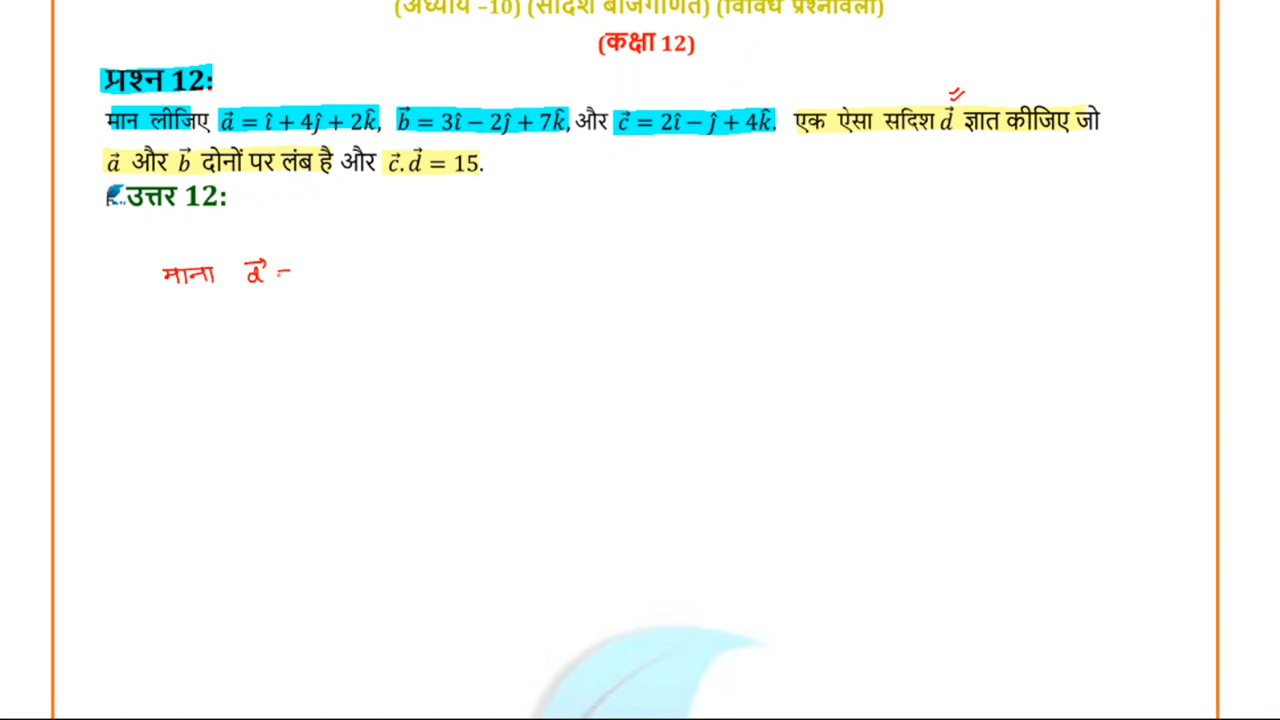 (अध्याय –10) (सदिश बीजगणित) (विविध प्रश्नावली)
(कक्षा 12)
प्रश्न 12:
मान लीजिए a⃗ = î + 4ĵ + 2k̂, b⃗ = 3î − 2ĵ + 7k̂, और c⃗ = 2î − ĵ + 4k̂. एक ऐसा सदिश d⃗ ज्ञात कीजिए जो
a⃗ और b⃗ दोनों पर लंब है और c⃗.d⃗ = 15.
उत्तर 12:
माना d⃗ =